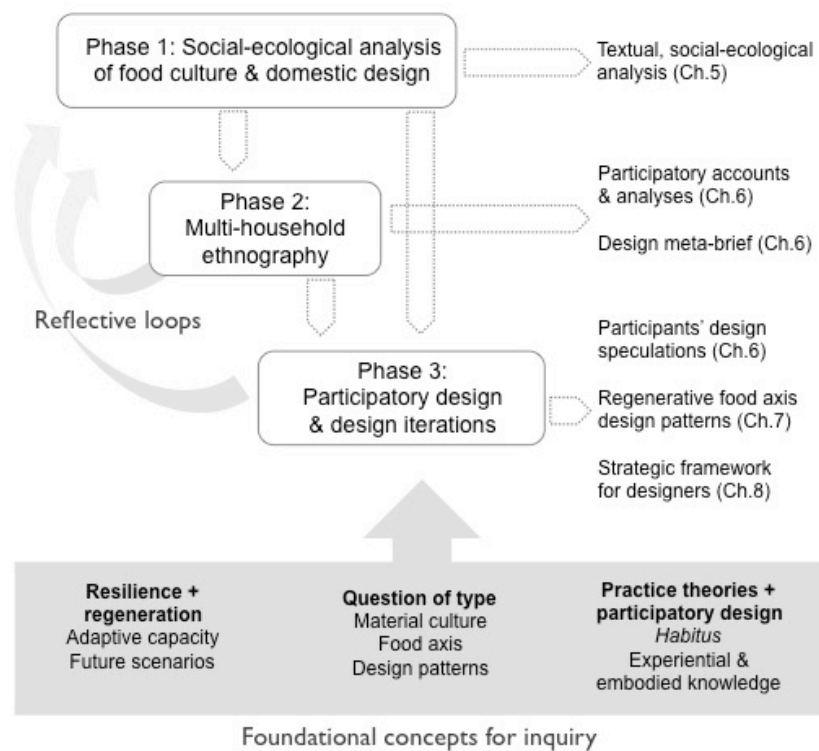 Phase 1: Social-ecological analysis
of food culture & domestic design
Textual, social-ecological
analysis (Ch.5)
Phase 2:
Multi-household
ethnography
Participatory accounts
& analyses (Ch.6)
Design meta-brief (Ch.6)
Reflective loops
Phase 3:
Participatory design
& design iterations
Participants' design
speculations (Ch.6)
Regenerative food axis
design patterns (Ch.7)
Strategic framework
for designers (Ch.8)
Resilience +
regeneration
Adaptive capacity
Future scenarios
Question of type
Material culture
Food axis
Design patterns
Practice theories +
participatory design
Habitus
Experiential &
embodied knowledge
Foundational concepts for inquiry